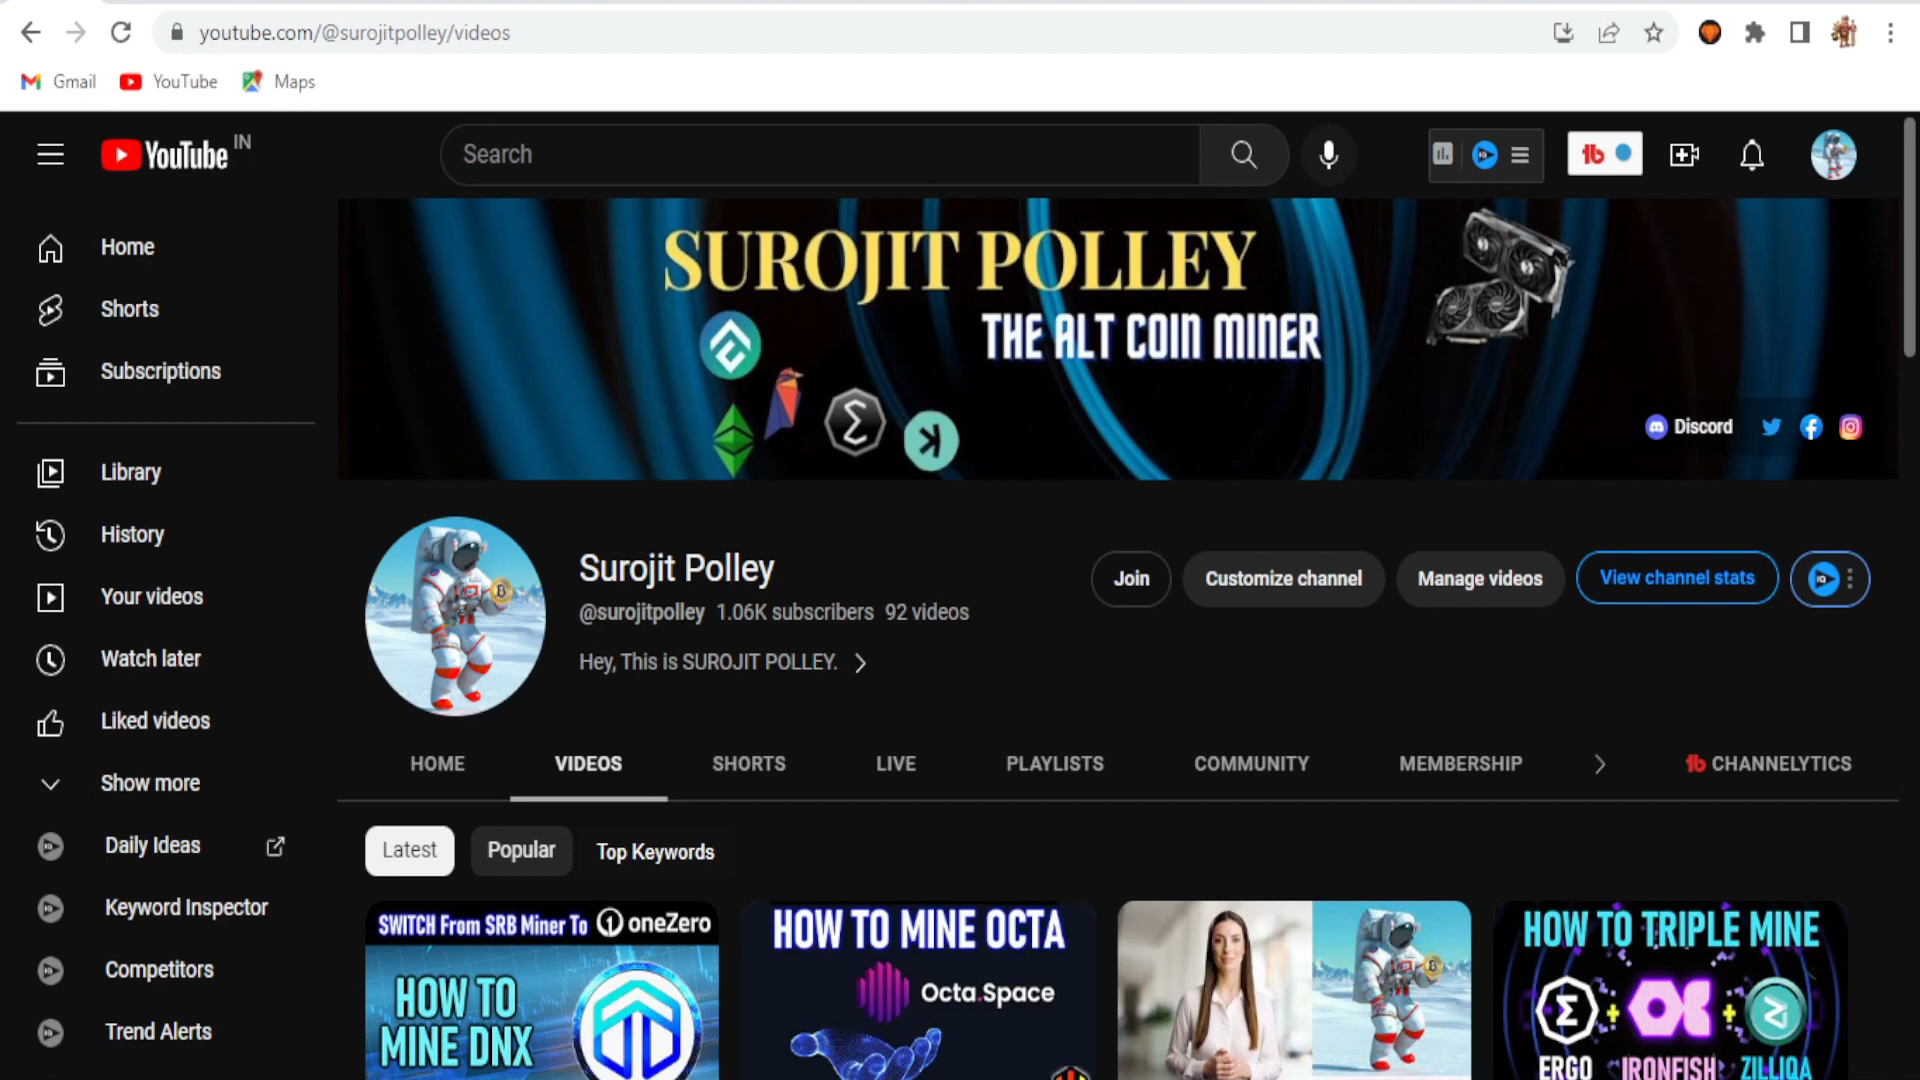 youtube.com/@surojitpolley/videos
Gmail YouTube Maps
YouTube IN
Search
Home
Shorts
Subscriptions
Library
History
Your videos
Watch later
Liked videos
Show more
Daily Ideas
Keyword Inspector
Competitors
Trend Alerts
SUROJIT POLLEY
THE ALT COIN MINER
Discord
Surojit Polley
@surojitpolley 1.06K subscribers 92 videos
Hey, This is SUROJIT POLLEY.
Join Customize channel Manage videos View channel stats
HOME VIDEOS SHORTS LIVE PLAYLISTS COMMUNITY MEMBERSHIP CHANNELYTICS
Latest Popular Top Keywords
SWITCH From SRB Miner To oneZero
HOW TO
MINE DNX
HOW TO MINE OCTA
Octa.Space
HOW TO TRIPLE MINE
ERGO IRONFISH ZILLIQA